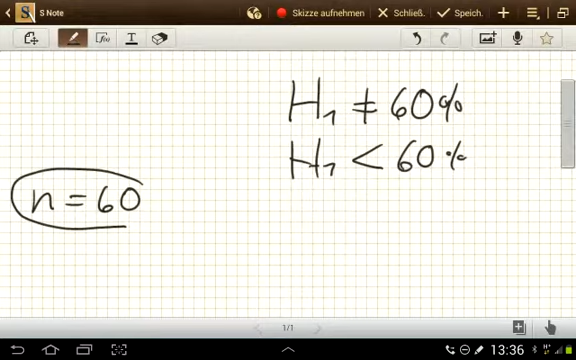 S Note
Skizze aufnehmen
Schließ.
Speich.
f(x)
T
H₁ ≠ 60%
H₁ < 60%
n = 60
1/1
13:36